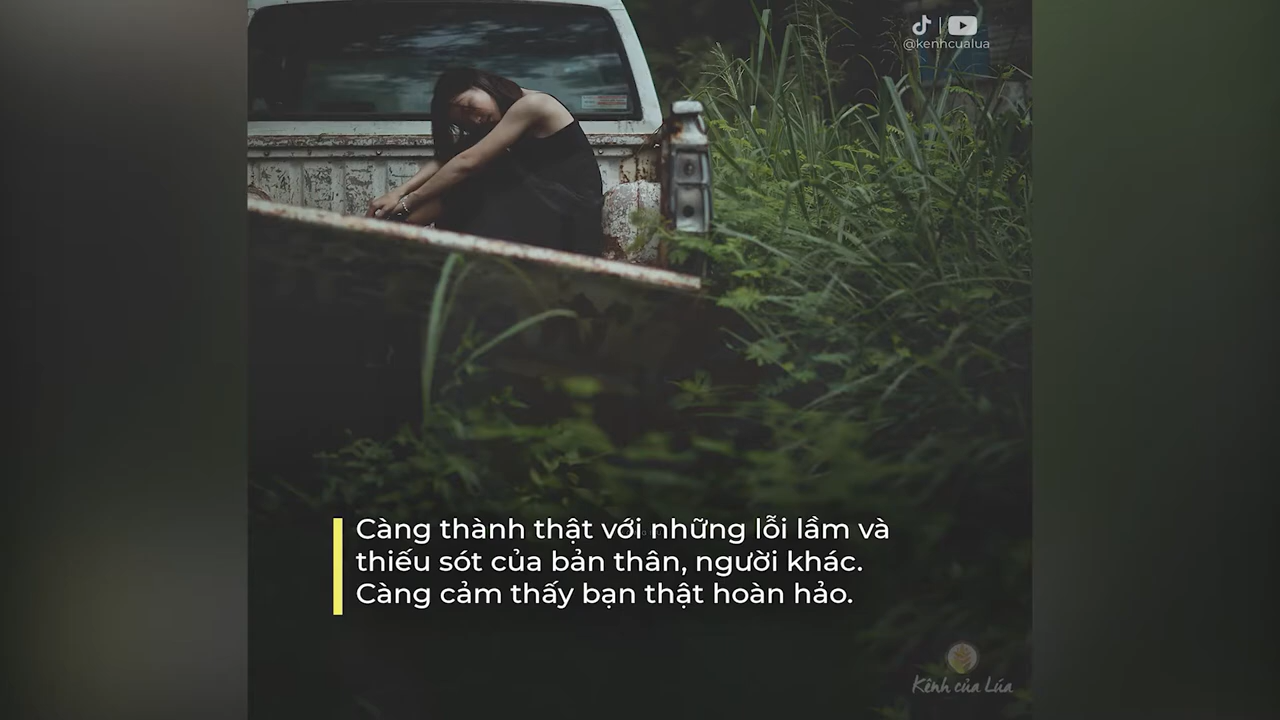 @kenhcualua
Càng thành thật với những lỗi lầm và
thiếu sót của bản thân, người khác.
Càng cảm thấy bạn thật hoàn hảo.
Kênh của Lúa